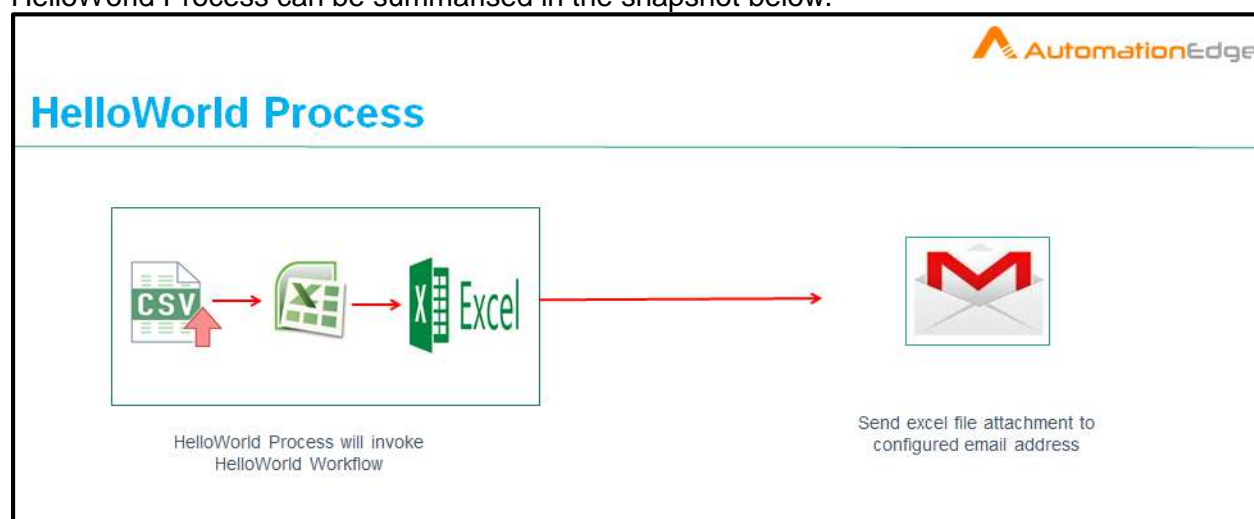 HelloWorld Process can be summarised in the snapshot below.
AutomationEdge
HelloWorld Process
CSV
X
X
Excel
HelloWorld Process will invoke
HelloWorld Workflow
Send excel file attachment to
configured email address